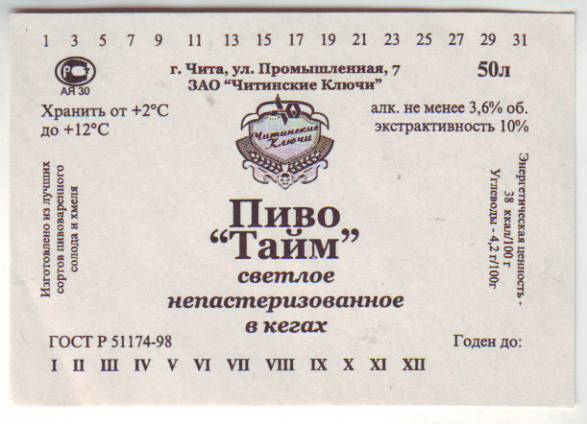 1 3 5 7 9 11 13 15 17 19 21 23 25 27 29 31
РСТ
АЯ 30
г. Чита, ул. Промышленная, 7
ЗАО "Читинские Ключи"
50л
Хранить от +2°С
до +12°С
алк. не менее 3,6% об.
экстрактивность 10%
Читинские
Ключи
Изготовлено из лучших
сортов пивоваренного
солода и хмеля
Пиво
"Тайм"
светлое
непастеризованное
в кегах
Энергетическая ценность -
38 ккал/100 г
Углеводы - 4,2 г/100г
ГОСТ Р 51174-98
Годен до:
I II III IV V VI VII VIII IX X XI XII